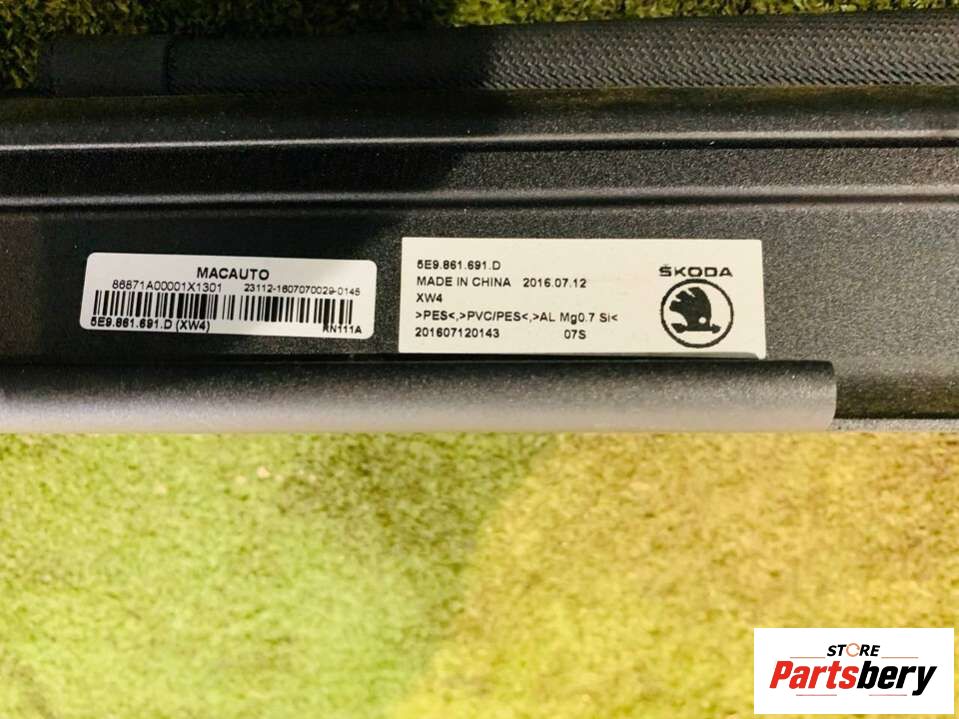 MACAUTO
86871A00001X1301 23112-1607070029-0145
5E9.861.691.D (XW4) RN111A
5E9.861.691.D
MADE IN CHINA 2016.07.12
XW4
>PES<,>PVC/PES<,>AL Mg0.7 Si<
201607120143 07S
ŠKODA
STORE
Partsbery